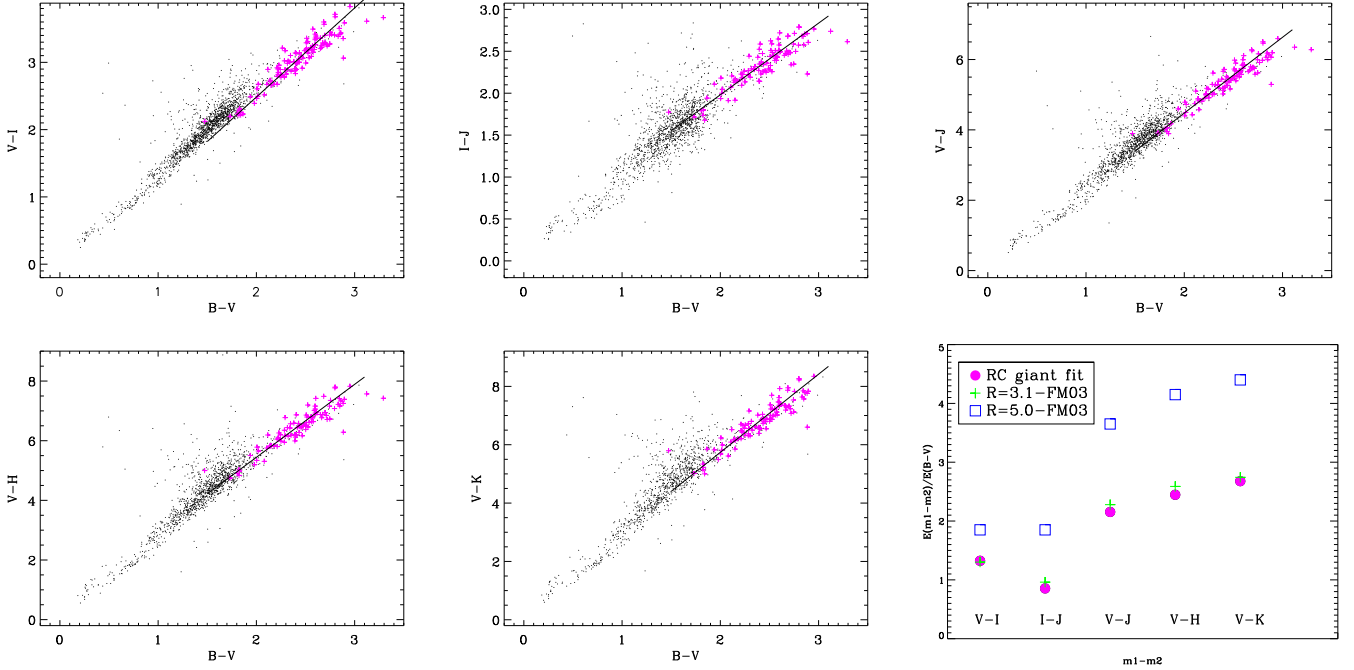 V-I
3
2
1
0
0 1 2 3
B-V
I-J
3.0
2.5
2.0
1.5
1.0
0.5
0.0
0 1 2 3
B-V
V-J
6
4
2
0
0 1 2 3
B-V
V-H
8
6
4
2
0
0 1 2 3
B-V
V-K
8
6
4
2
0
0 1 2 3
B-V
E(m1-m2)/E(B-V)
5
4
3
2
1
0
RC giant fit
R=3.1-FM03
R=5.0-FM03
V-I I-J V-J V-H V-K
m1-m2